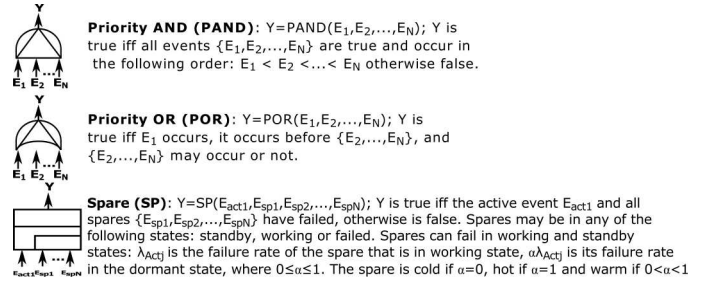 Y
Priority AND (PAND): Y=PAND(E1,E2,...,EN); Y is
true iff all events {E1,E2,...,EN} are true and occur in
the following order: E1 < E2 <...< EN otherwise false.
E1 E2 ... EN
Y
Priority OR (POR): Y=POR(E1,E2,...,EN); Y is
true iff E1 occurs, it occurs before {E2,...,EN}, and
{E2,...,EN} may occur or not.
E1 E2 ... EN
Y
Spare (SP): Y=SP(Eact1,Esp1,Esp2,...,EspN); Y is true iff the active event Eact1 and all
spares {Esp1,Esp2,...,EspN} have failed, otherwise is false. Spares may be in any of the
following states: standby, working or failed. Spares can fail in working and standby
states: λActj is the failure rate of the spare that is in working state, αλActj is its failure rate
in the dormant state, where 0≤α≤1. The spare is cold if α=0, hot if α=1 and warm if 0<α<1
Eact1 Esp1 ... EspN